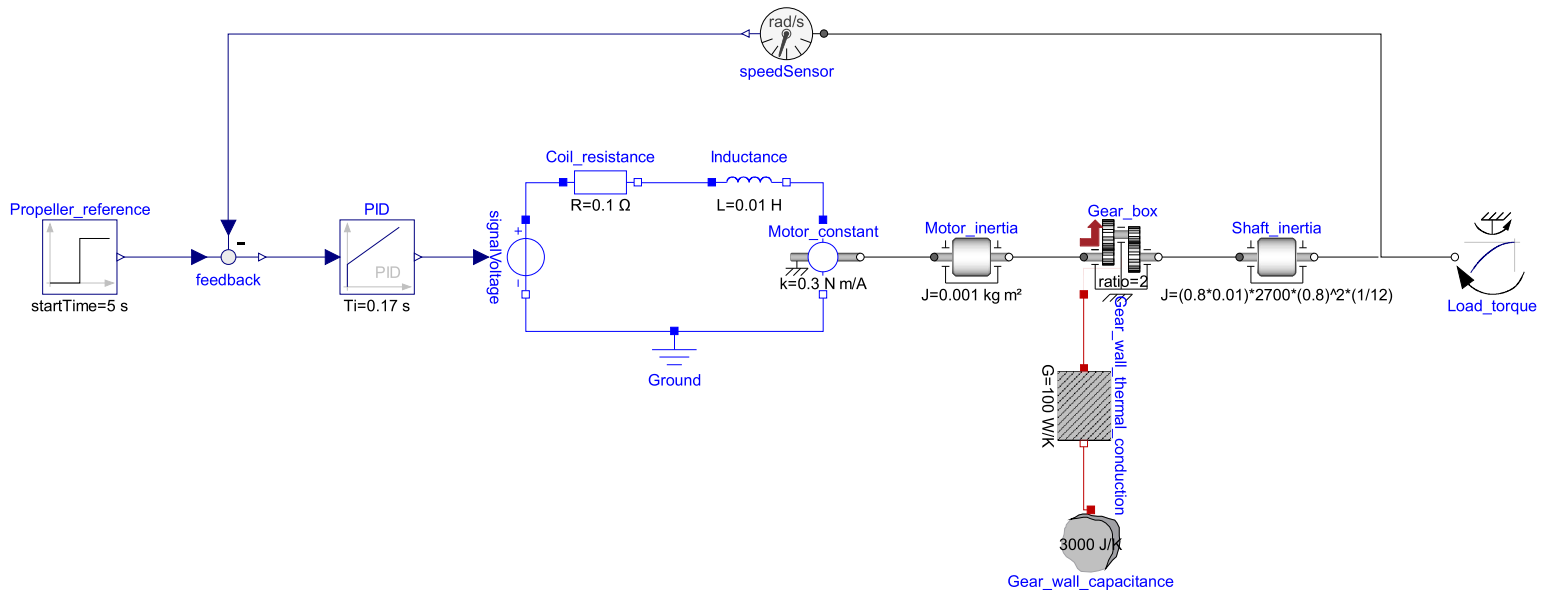 rad/s
speedSensor
Coil_resistance
Inductance
R=0.1 Ω
L=0.01 H
Propeller_reference
startTime=5 s
-
feedback
PID
PID
Ti=0.17 s
signalVoltage
+
-
Motor_constant
k=0.3 N m/A
Motor_inertia
J=0.001 kg m²
Gear_box
ratio=2
Shaft_inertia
J=(0.8*0.01)*2700*(0.8)^2*(1/12)
Load_torque
Ground
G=100 W/K
Gear_wall_thermal_conduction
3000 J/K
Gear_wall_capacitance